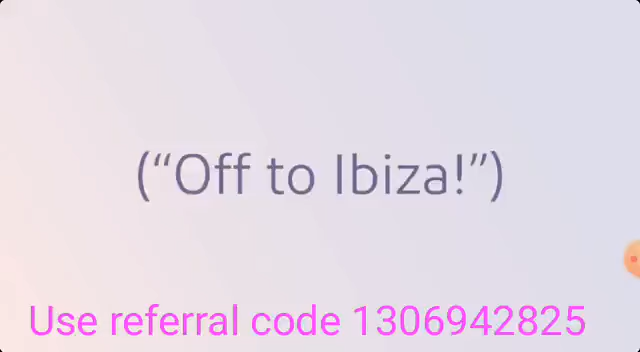 (“Off to Ibiza!”)
Use referral code 1306942825